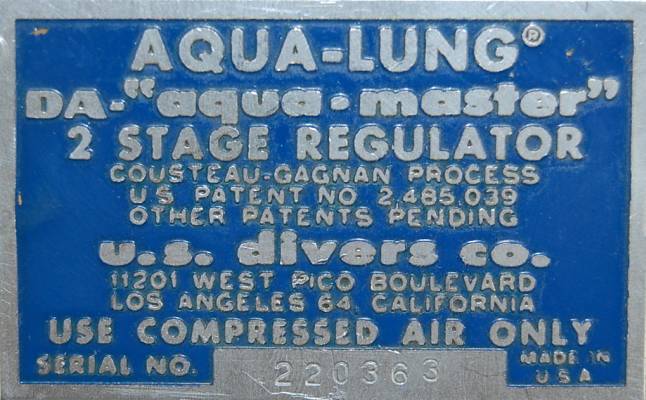 AQUA-LUNG®
DA-"aqua-master"
2 STAGE REGULATOR
COUSTEAU-GAGNAN PROCESS
U.S. PATENT NO 2,485,039
OTHER PATENTS PENDING
u.s. divers co.
11201 WEST PICO BOULEVARD
LOS ANGELES 64, CALIFORNIA
USE COMPRESSED AIR ONLY
SERIAL NO. 220363 MADE IN
U S A